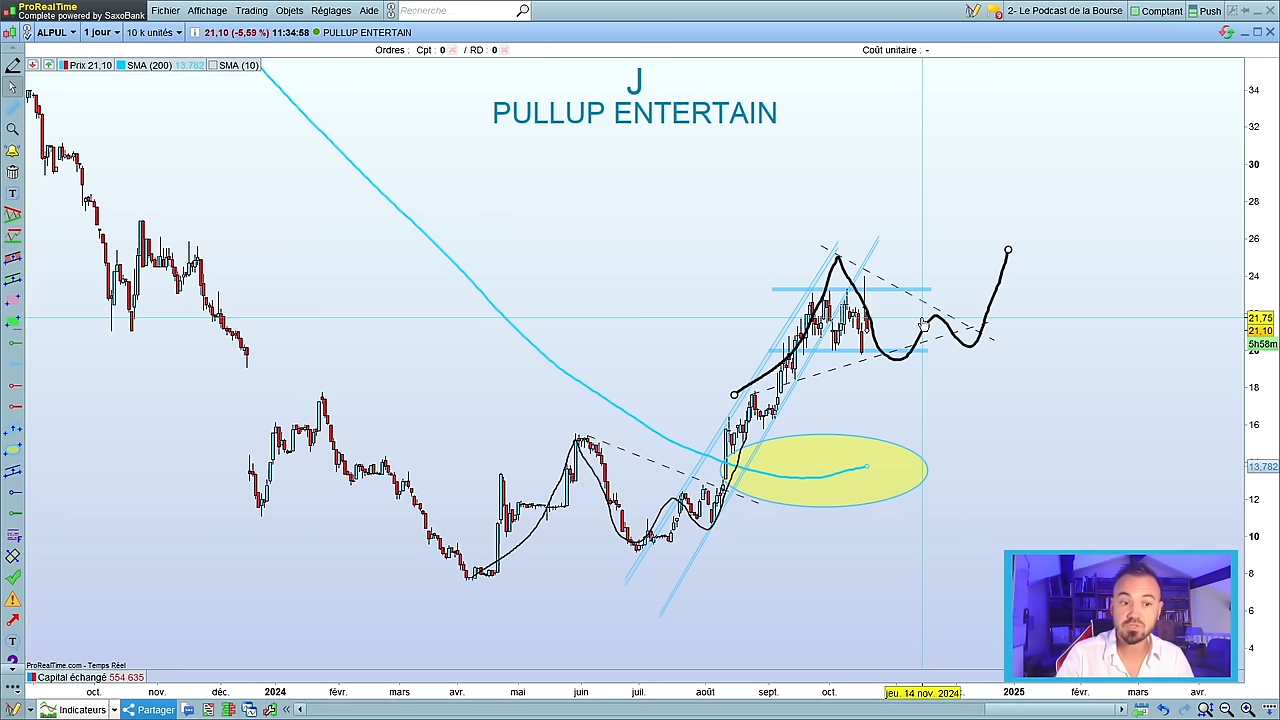 ProRealTime
Complete powered by SaxoBank
Fichier Affichage Trading Objets Réglages Aide Recherche 2- Le Podcast de la Bourse Comptant Push
ALPUL 1 jour 10 k unités 21,10 (-5,59 %) 11:34:58 PULLUP ENTERTAIN
Ordres : Cpt : 0 / RD : 0 Coût unitaire : -
Prix 21,10 SMA (200) 13,782 SMA (10)
J
PULLUP ENTERTAIN
34
32
30
28
26
24
21,75
21,10
5h58m
20
18
16
13,782
12
10
8
6
4
ProRealTime.com - Temps Réel
Capital échangé 554 635
oct. nov. déc. 2024 févr. mars avr. mai juin juil. août sept. oct. jeu. 14 nov. 2024 2025 févr. mars avr.
Indicateurs Partager